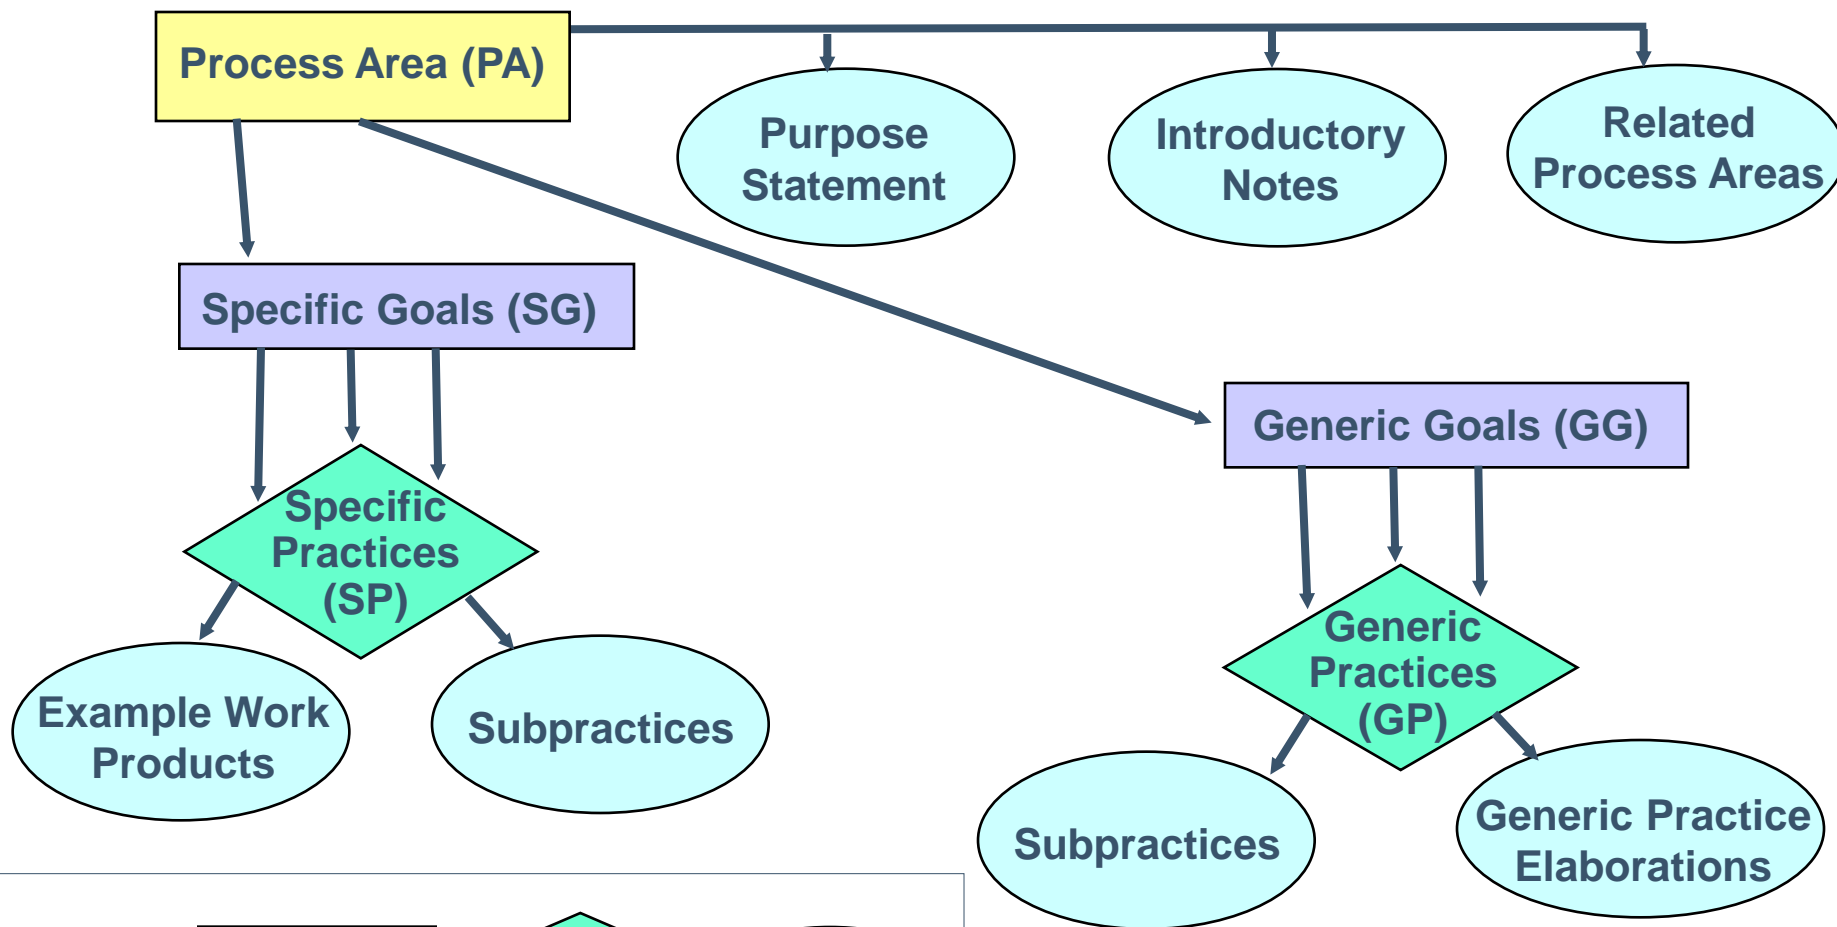 Process Area (PA)
Purpose
Statement
Introductory
Notes
Related
Process Areas
Specific Goals (SG)
Generic Goals (GG)
Specific
Practices
(SP)
Generic
Practices
(GP)
Example Work
Products
Subpractices
Subpractices
Generic Practice
Elaborations